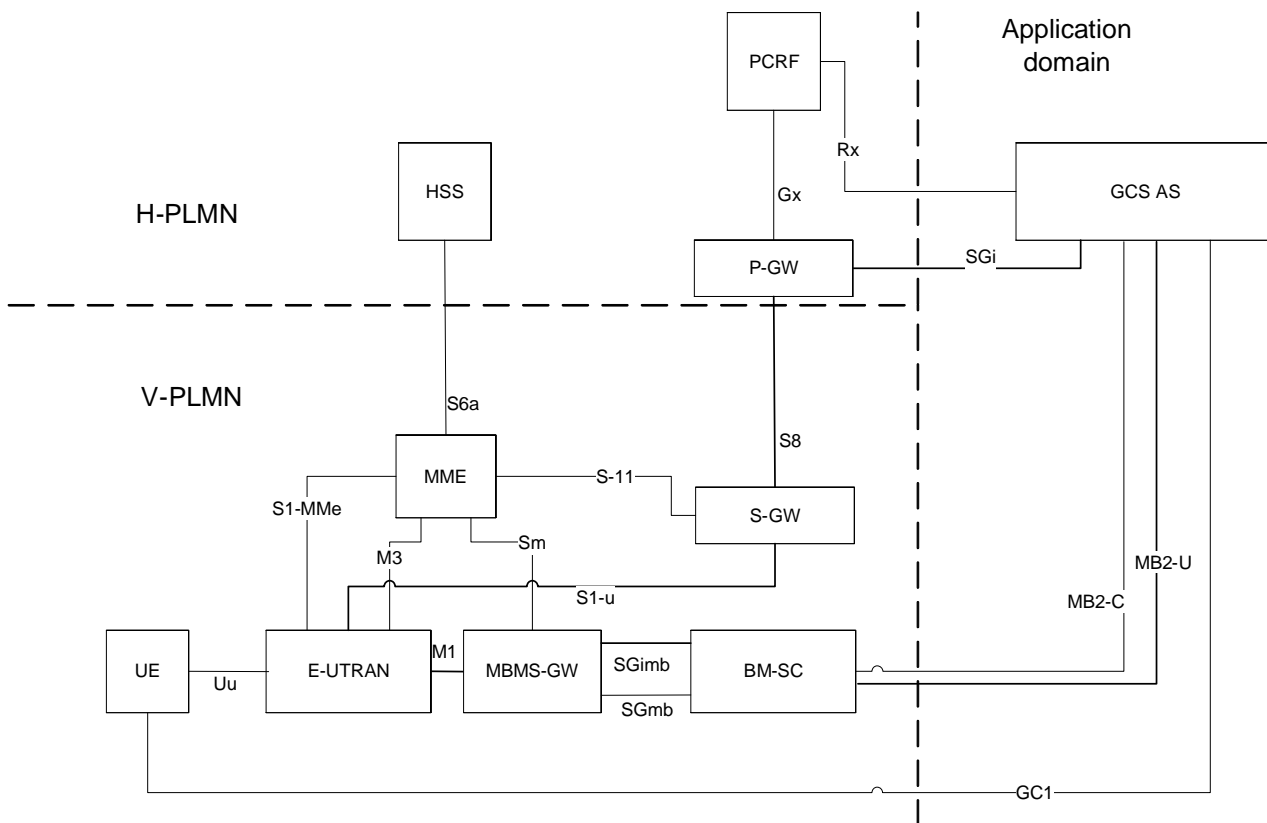 Application
domain
PCRF
Rx
HSS
Gx
GCS AS
H-PLMN
P-GW
SGi
V-PLMN
S6a
S8
MME
S-11
S1-MMe
S-GW
M3
Sm
MB2-U
S1-u
MB2-C
UE
Uu
E-UTRAN
M1
MBMS-GW
SGimb
SGmb
BM-SC
GC1